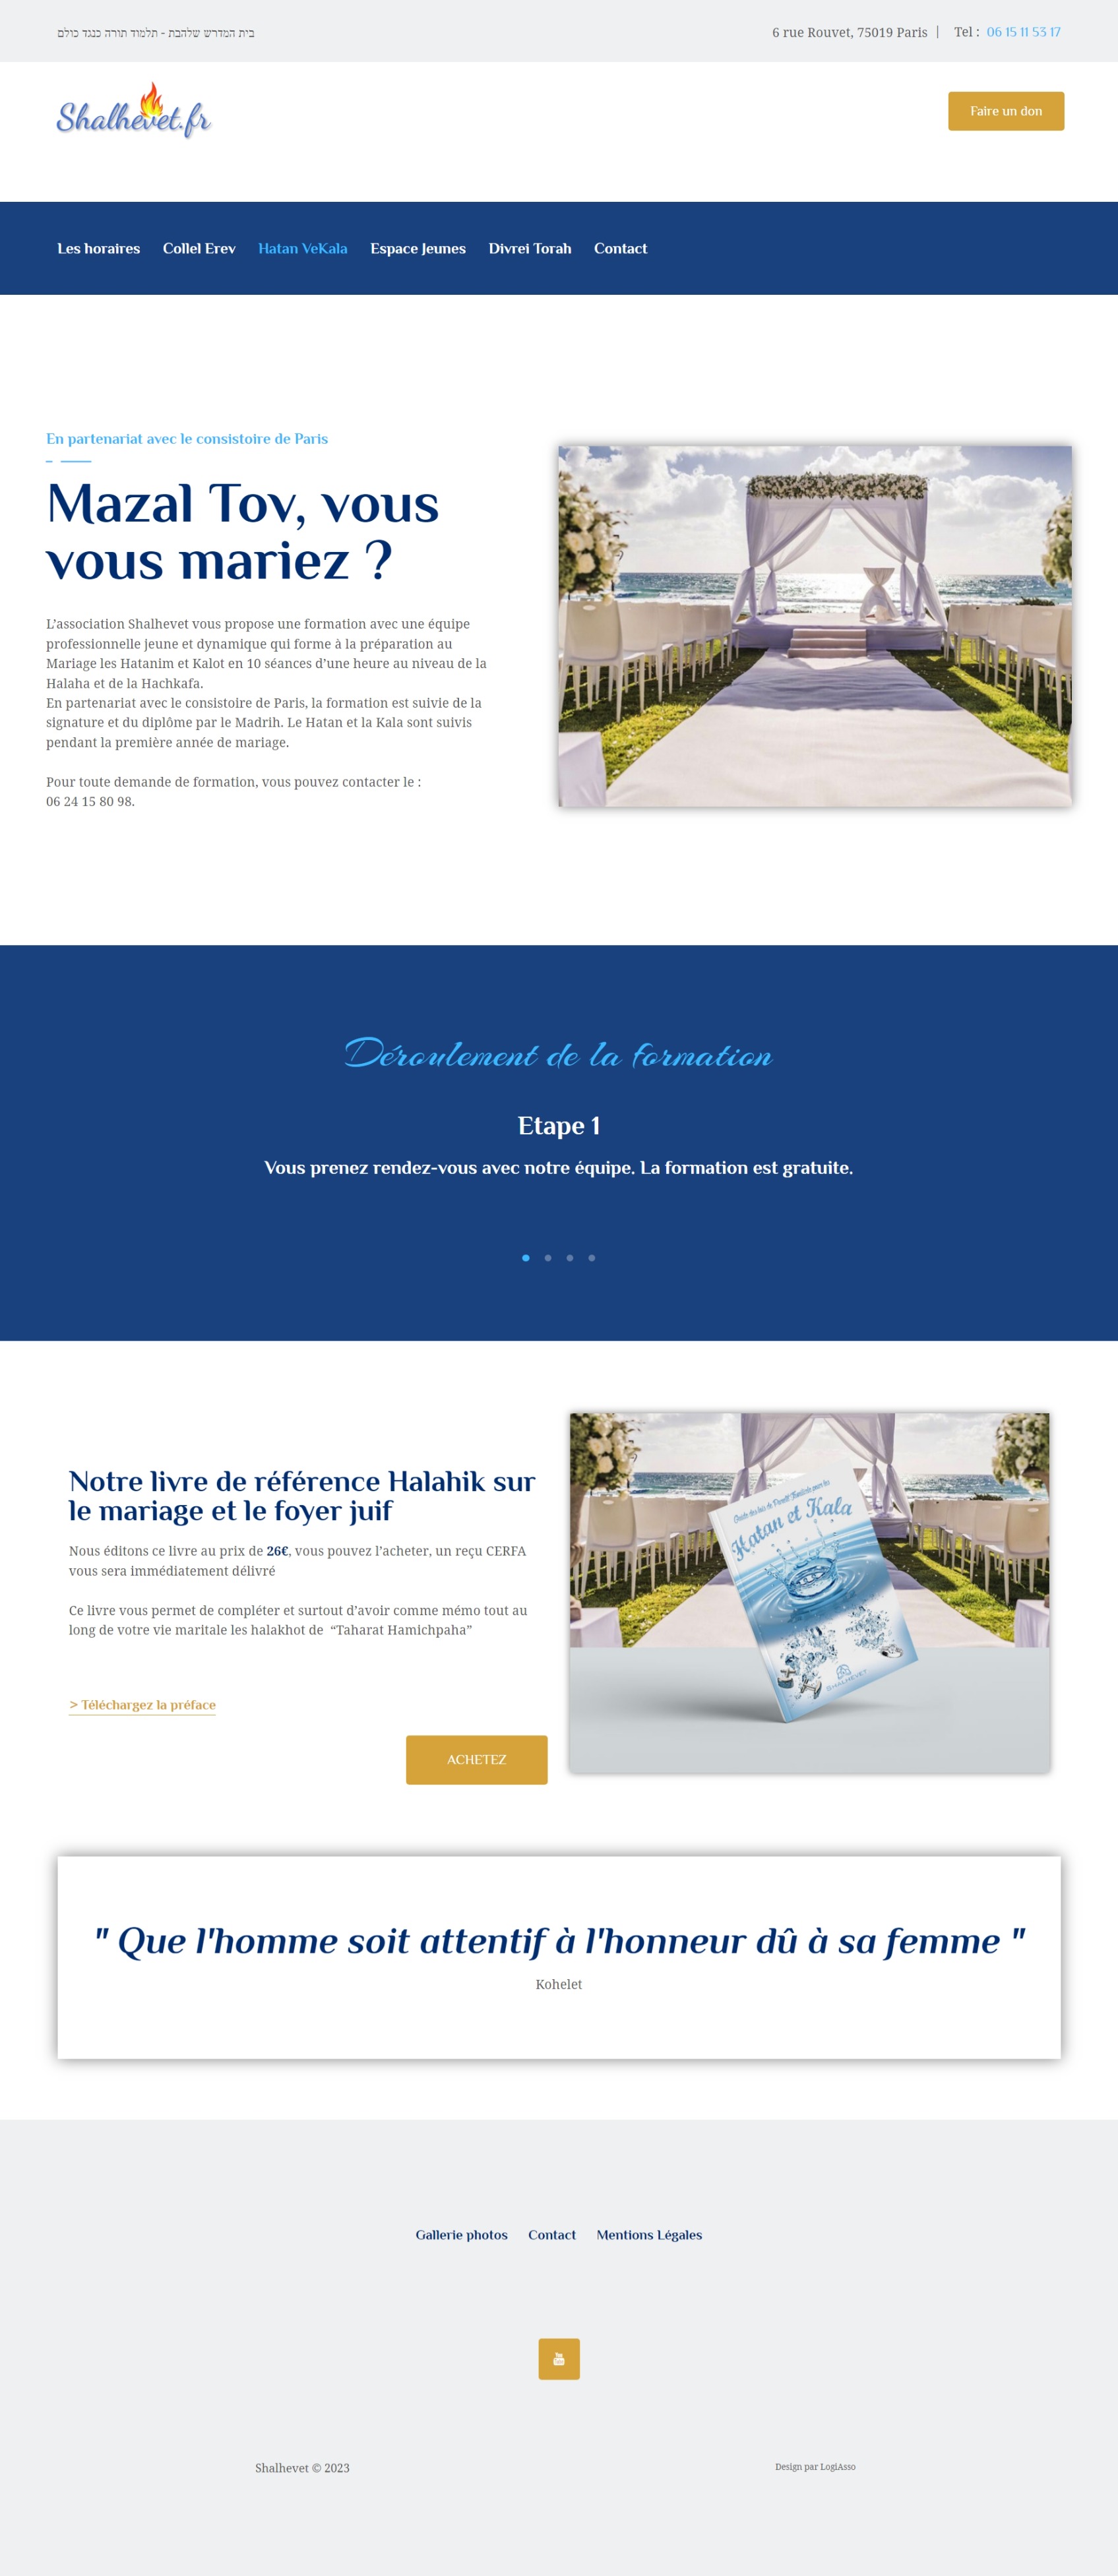 בית המדרש שלהבת - תלמוד תורה כנגד כולם
6 rue Rouvet, 75019 Paris | Tel : 06 15 11 53 17
Shalhevet.fr
Faire un don
Les horaires Collel Erev Hatan VeKala Espace Jeunes Divrei Torah Contact
En partenariat avec le consistoire de Paris
Mazal Tov, vous
vous mariez ?
L’association Shalhevet vous propose une formation avec une équipe
professionnelle jeune et dynamique qui forme à la préparation au
Mariage les Hatanim et Kalot en 10 séances d’une heure au niveau de la
Halaha et de la Hachkafa.
En partenariat avec le consistoire de Paris, la formation est suivie de la
signature et du diplôme par le Madrih. Le Hatan et la Kala sont suivis
pendant la première année de mariage.
Pour toute demande de formation, vous pouvez contacter le :
06 24 15 80 98.
Déroulement de la formation
Etape 1
Vous prenez rendez-vous avec notre équipe. La formation est gratuite.
Notre livre de référence Halahik sur
le mariage et le foyer juif
Nous éditons ce livre au prix de 26€, vous pouvez l’acheter, un reçu CERFA
vous sera immédiatement délivré
Ce livre vous permet de compléter et surtout d’avoir comme mémo tout au
long de votre vie maritale les halakhot de “Taharat Hamichpaha”
> Téléchargez la préface
ACHETEZ
Guide des lois de Pureté Familiale pour les
Hatan et Kala
SHALHEVET
" Que l'homme soit attentif à l'honneur dû à sa femme "
Kohelet
Gallerie photos Contact Mentions Légales
Shalhevet © 2023
Design par LogiAsso